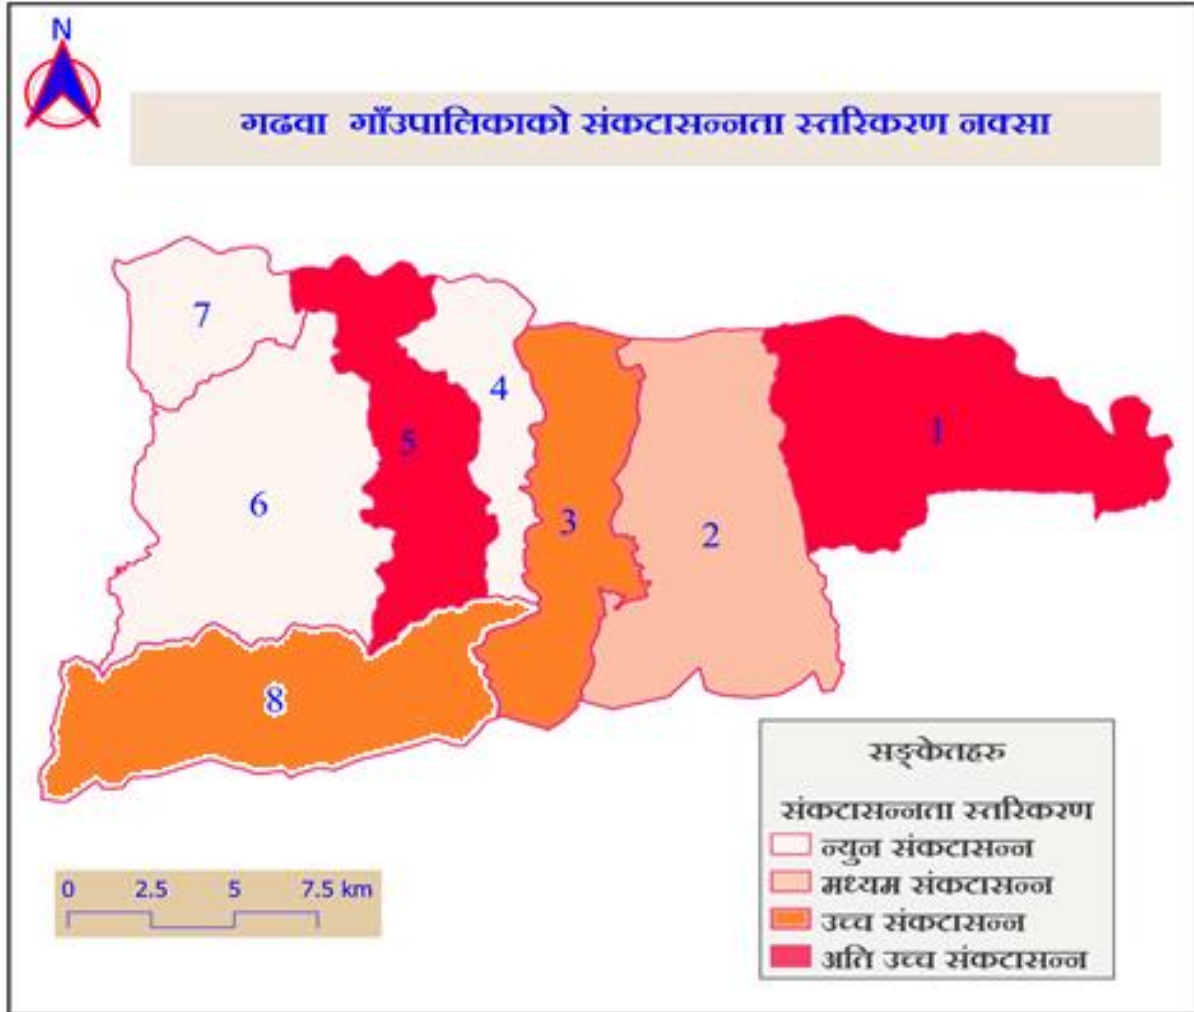 N
गढवा गाँउपालिकाको संकटासन्नता स्तरिकरण नक्सा
7
4
5
1
6
3
2
8
सङ्केतहरु
संकटासन्नता स्तरिकरण
न्युन संकटासन्न
मध्यम संकटासन्न
उच्च संकटासन्न
अति उच्च संकटासन्न
0 2.5 5 7.5 km